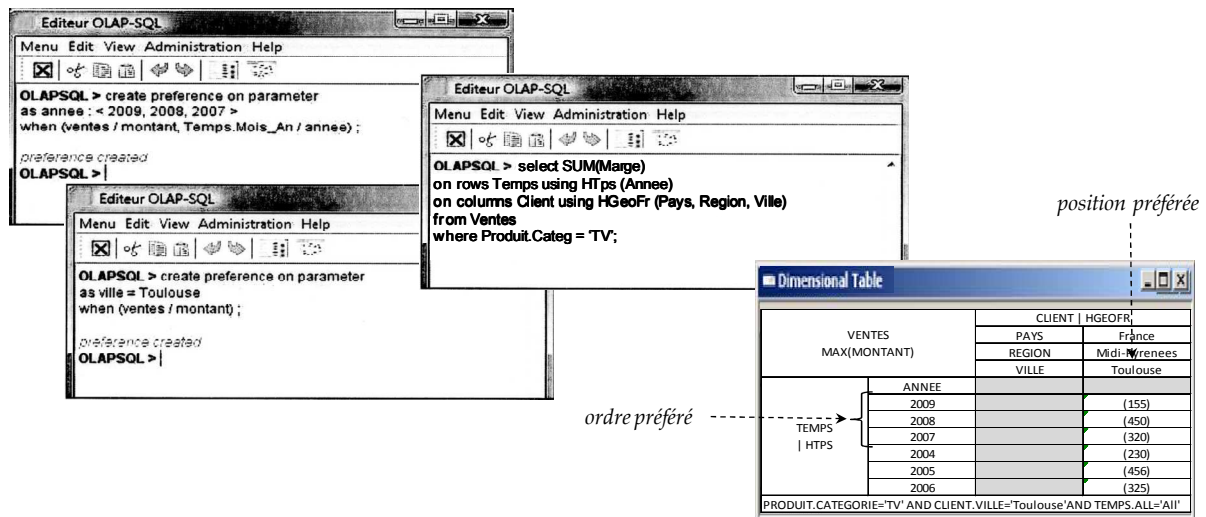 Editeur OLAP-SQL
Menu Edit View Administration Help
OLAPSQL > create preference on parameter
as annee : < 2009, 2008, 2007 >
when (ventes / montant, Temps.Mois_An / annee) ;
preference created
OLAPSQL >
Editeur OLAP-SQL
Menu Edit View Administration Help
OLAPSQL > create preference on parameter
as ville = Toulouse
when (ventes / montant) ;
preference created
OLAPSQL >
Editeur OLAP-SQL
Menu Edit View Administration Help
OLAPSQL > select SUM(Marge)
on rows Temps using HTps (Annee)
on columns Client using HGeoFr (Pays, Region, Ville)
from Ventes
where Produit.Categ = 'TV';
position préférée
ordre préféré
Dimensional Table
CLIENT | HGEOFR
VENTES
MAX(MONTANT)
PAYS France
REGION Midi-Pyrenees
VILLE Toulouse
TEMPS
| HTPS
ANNEE
2009 (155)
2008 (450)
2007 (320)
2004 (230)
2005 (456)
2006 (325)
PRODUIT.CATEGORIE='TV' AND CLIENT.VILLE='Toulouse'AND TEMPS.ALL='All'